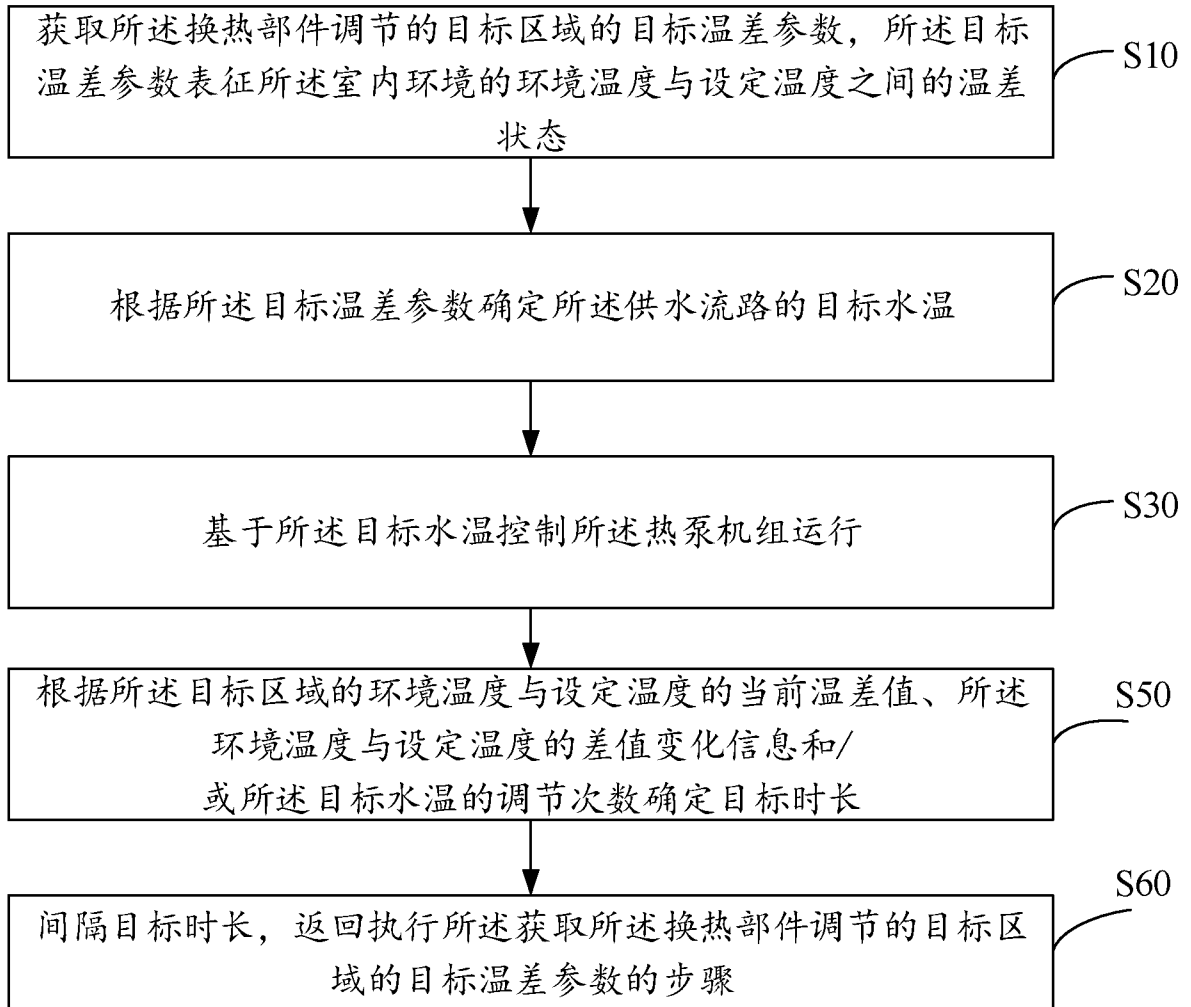 获取所述换热部件调节的目标区域的目标温差参数，所述目标
温差参数表征所述室内环境的环境温度与设定温度之间的温差
状态
S10
根据所述目标温差参数确定所述供水流路的目标水温
S20
基于所述目标水温控制所述热泵机组运行
S30
根据所述目标区域的环境温度与设定温度的当前温差值、所述
环境温度与设定温度的差值变化信息和/
或所述目标水温的调节次数确定目标时长
S50
间隔目标时长，返回执行所述获取所述换热部件调节的目标区
域的目标温差参数的步骤
S60